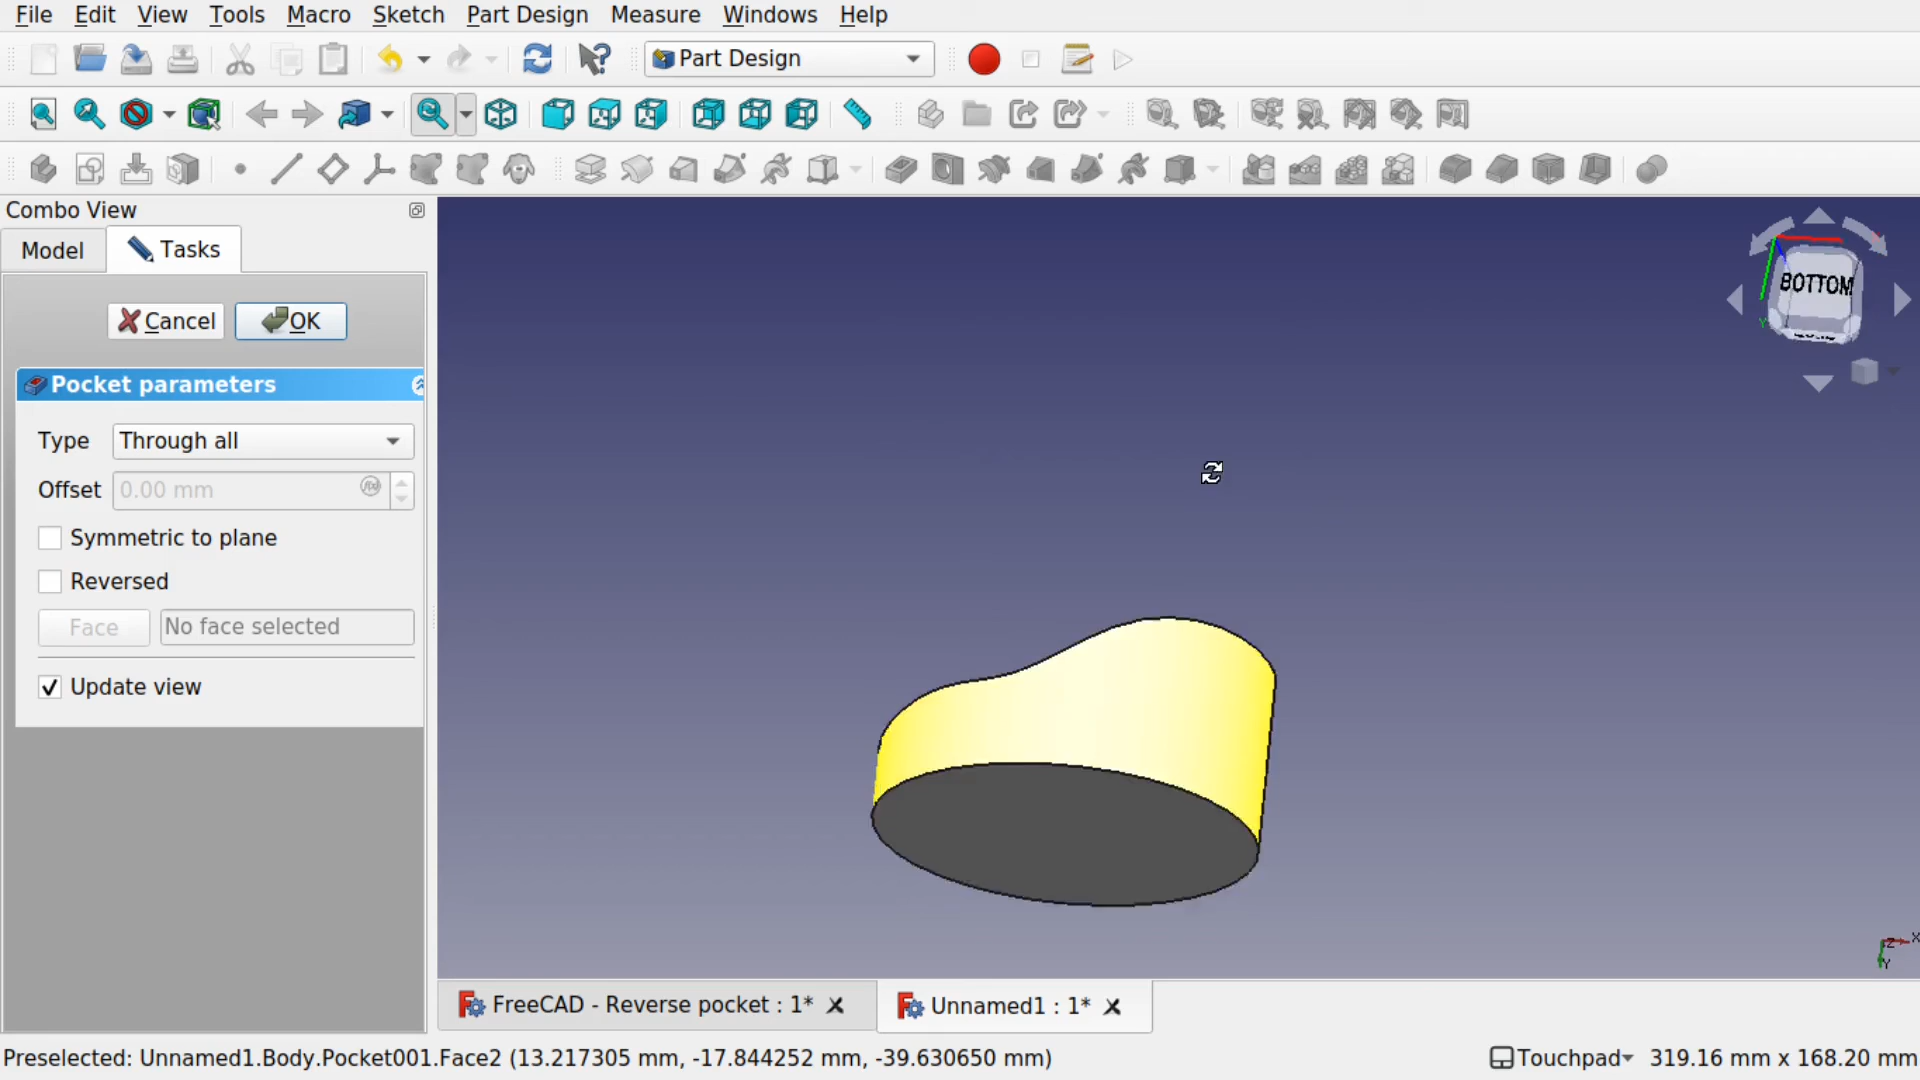 File Edit View Tools Macro Sketch Part Design Measure Windows Help
Part Design
Combo View
Model Tasks
Cancel OK
Pocket parameters
Type Through all
Offset 0.00 mm
Symmetric to plane
Reversed
Face No face selected
Update view
BOTTOM
Y
X
Z
Y
FreeCAD - Reverse pocket : 1* Unnamed1 : 1*
Preselected: Unnamed1.Body.Pocket001.Face2 (13.217305 mm, -17.844252 mm, -39.630650 mm) Touchpad 319.16 mm x 168.20 mm